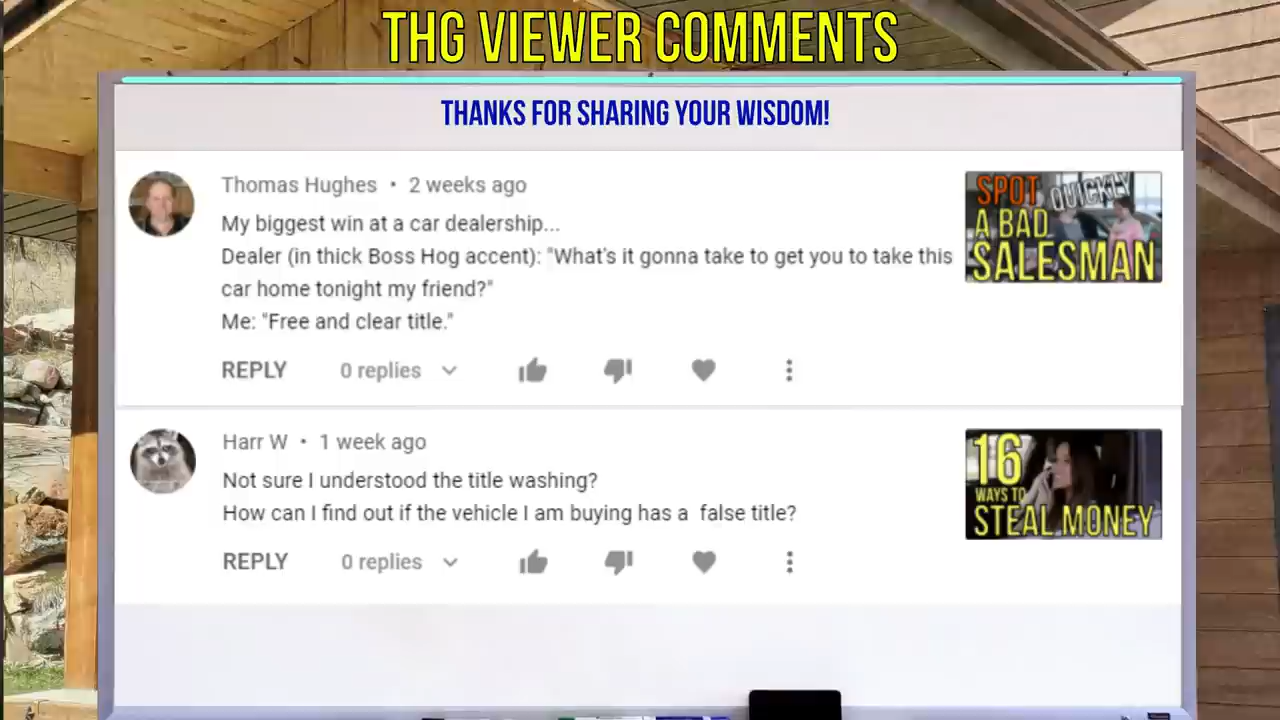 THG VIEWER COMMENTS
THANKS FOR SHARING YOUR WISDOM!
Thomas Hughes • 2 weeks ago
My biggest win at a car dealership...
Dealer (in thick Boss Hog accent): "What's it gonna take to get you to take this
car home tonight my friend?"
Me: "Free and clear title."
REPLY 0 replies
SPOT QUICKLY
A BAD
SALESMAN
Harr W • 1 week ago
Not sure I understood the title washing?
How can I find out if the vehicle I am buying has a  false title?
REPLY 0 replies
16
WAYS TO
STEAL MONEY